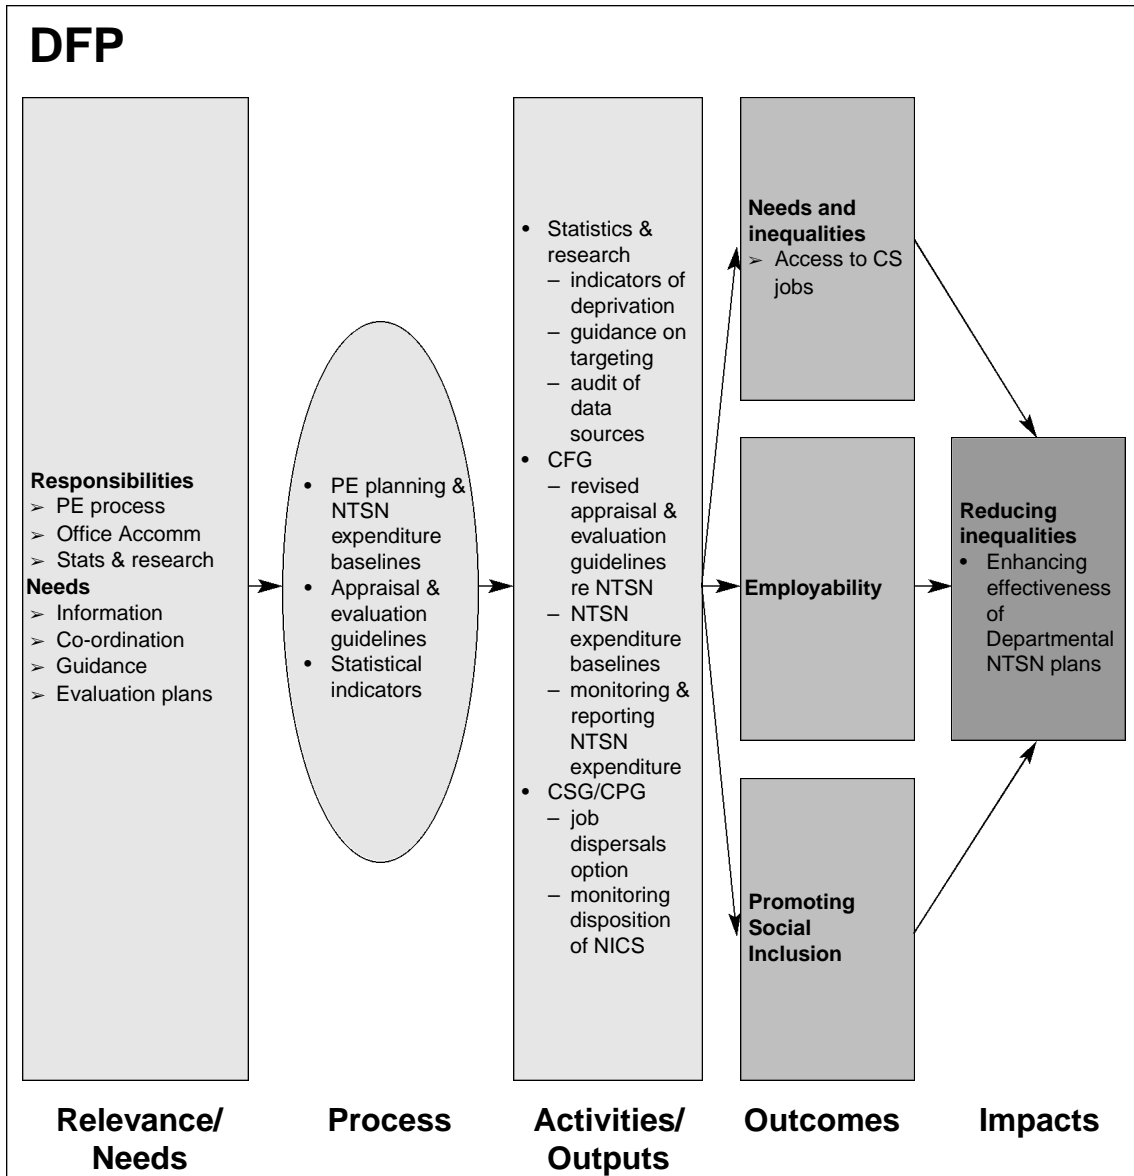 DFP
Responsibilities
➢ PE process
➢ Office Accomm
➢ Stats & research
Needs
➢ Information
➢ Co-ordination
➢ Guidance
➢ Evaluation plans
• PE planning &
NTSN
expenditure
baselines
• Appraisal &
evaluation
guidelines
• Statistical
indicators
• Statistics &
research
– indicators of
deprivation
– guidance on
targeting
– audit of
data
sources
• CFG
– revised
appraisal &
evaluation
guidelines
re NTSN
– NTSN
expenditure
baselines
– monitoring &
reporting
NTSN
expenditure
• CSG/CPG
– job
dispersals
option
– monitoring
disposition
of NICS
Needs and
inequalities
➢ Access to CS
jobs
Employability
Promoting
Social
Inclusion
Reducing
inequalities
• Enhancing
effectiveness
of
Departmental
NTSN plans
Relevance/
Needs
Process
Activities/
Outputs
Outcomes
Impacts